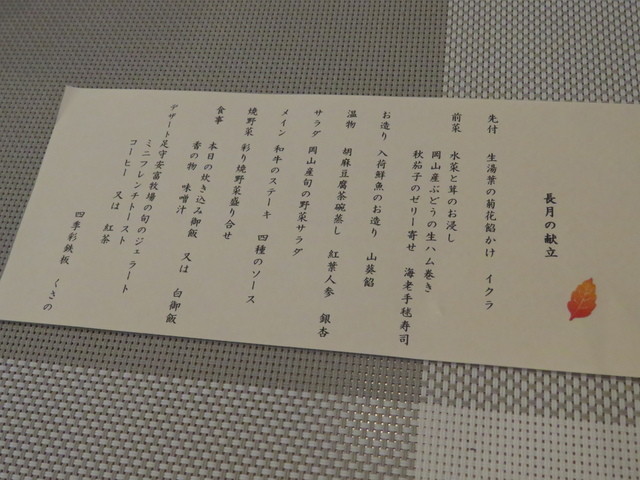 長月の献立
先付 生湯葉の菊花餡かけ イクラ
前菜 水菜と茸のお浸し
岡山産ぶどうの生ハム巻き
秋茄子のゼリー寄せ 海老手毬寿司
お造り 入荷鮮魚のお造り 山葵餡
温物 胡麻豆腐茶碗蒸し 紅葉人参 銀杏
サラダ 岡山産旬の野菜サラダ
メイン 和牛のステーキ 四種のソース
焼野菜 彩り焼野菜盛り合せ
食事 本日の炊き込み御飯 又は 白御飯
香の物 味噌汁
デザート 足守安富牧場の旬のジェラート
ミニフレンチトースト
コーヒー 又は 紅茶
四季彩鉄板 くさの